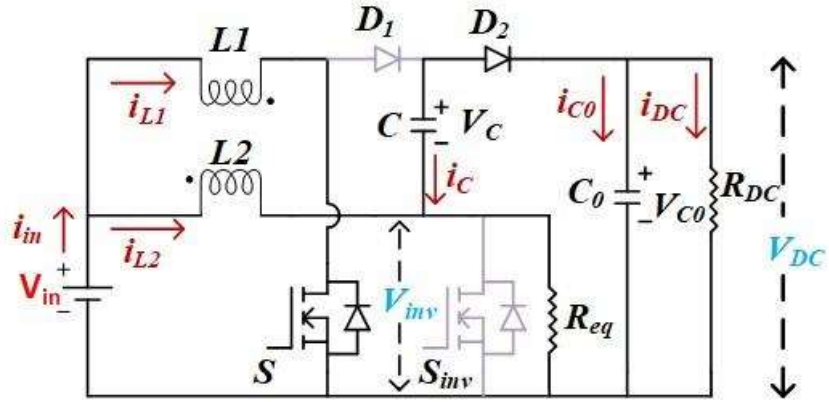 D1 D2
L1
iL1
C + VC −
iC0 iDC
L2
iC
C0 + − VC0
RDC
iin
iL2
VDC
+ Vin −
Vinv
Req
S
Sinv